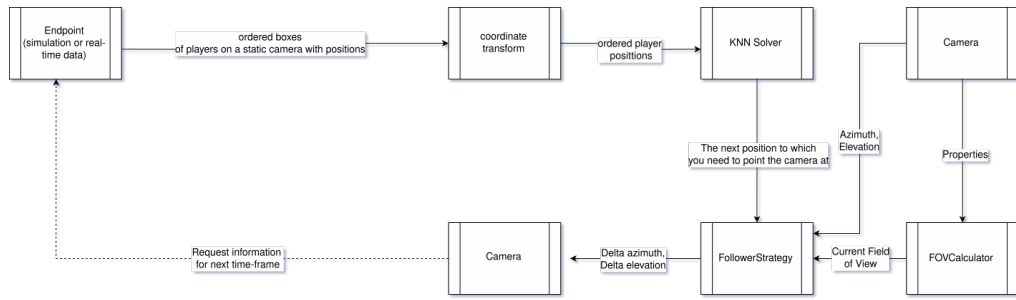 Endpoint
(simulation or real-
time data)
ordered boxes
of players on a static camera with positions
coordinate
transform
ordered player
positions
KNN Solver
Camera
The next position to which
you need to point the camera at
Azimuth,
Elevation
Properties
Request information
for next time-frame
Camera
Delta azimuth,
Delta elevation
FollowerStrategy
Current Field
of View
FOVCalculator